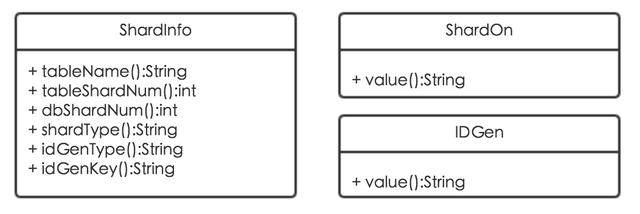 ShardInfo
+ tableName():String
+ tableShardNum():int
+ dbShardNum():int
+ shardType():String
+ idGenType():String
+ idGenKey():String
ShardOn
+ value():String
IDGen
+ value():String